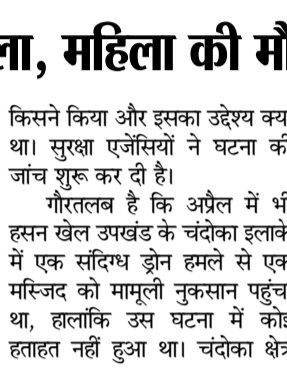 ला, महिला की मौ
किसने किया और इसका उद्देश्य क्य
था। सुरक्षा एजेंसियों ने घटना की
जांच शुरू कर दी है।
गौरतलब है कि अप्रैल में भी
हसन खेल उपखंड के चंदोका इलाके
में एक संदिग्ध ड्रोन हमले से एक
मस्जिद को मामूली नुकसान पहुंच
था, हालांकि उस घटना में कोइ
हताहत नहीं हुआ था। चंदोका क्षेत्र